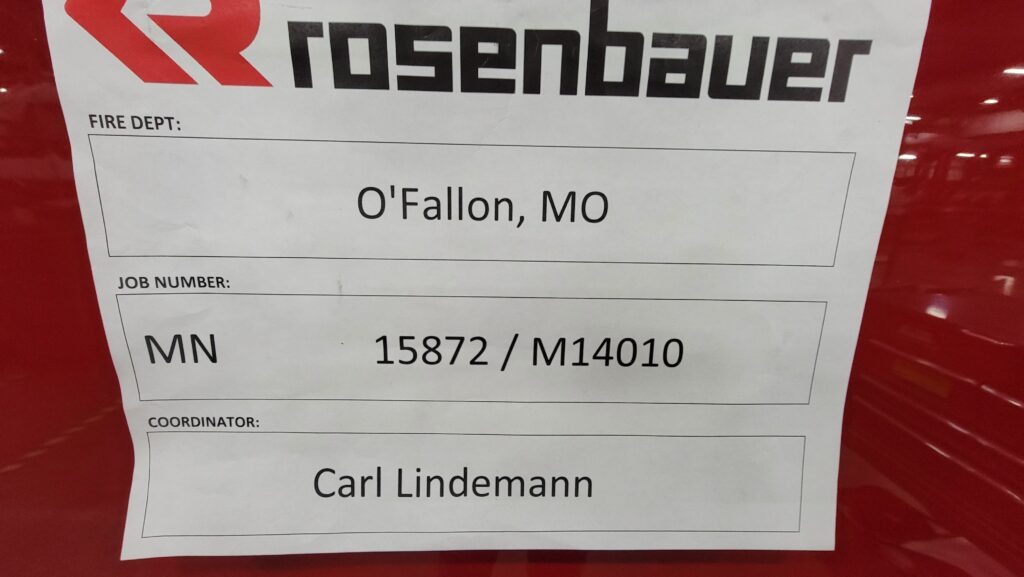 rosenbauer
FIRE DEPT:
O'Fallon, MO
JOB NUMBER:
MN 15872 / M14010
COORDINATOR:
Carl Lindemann